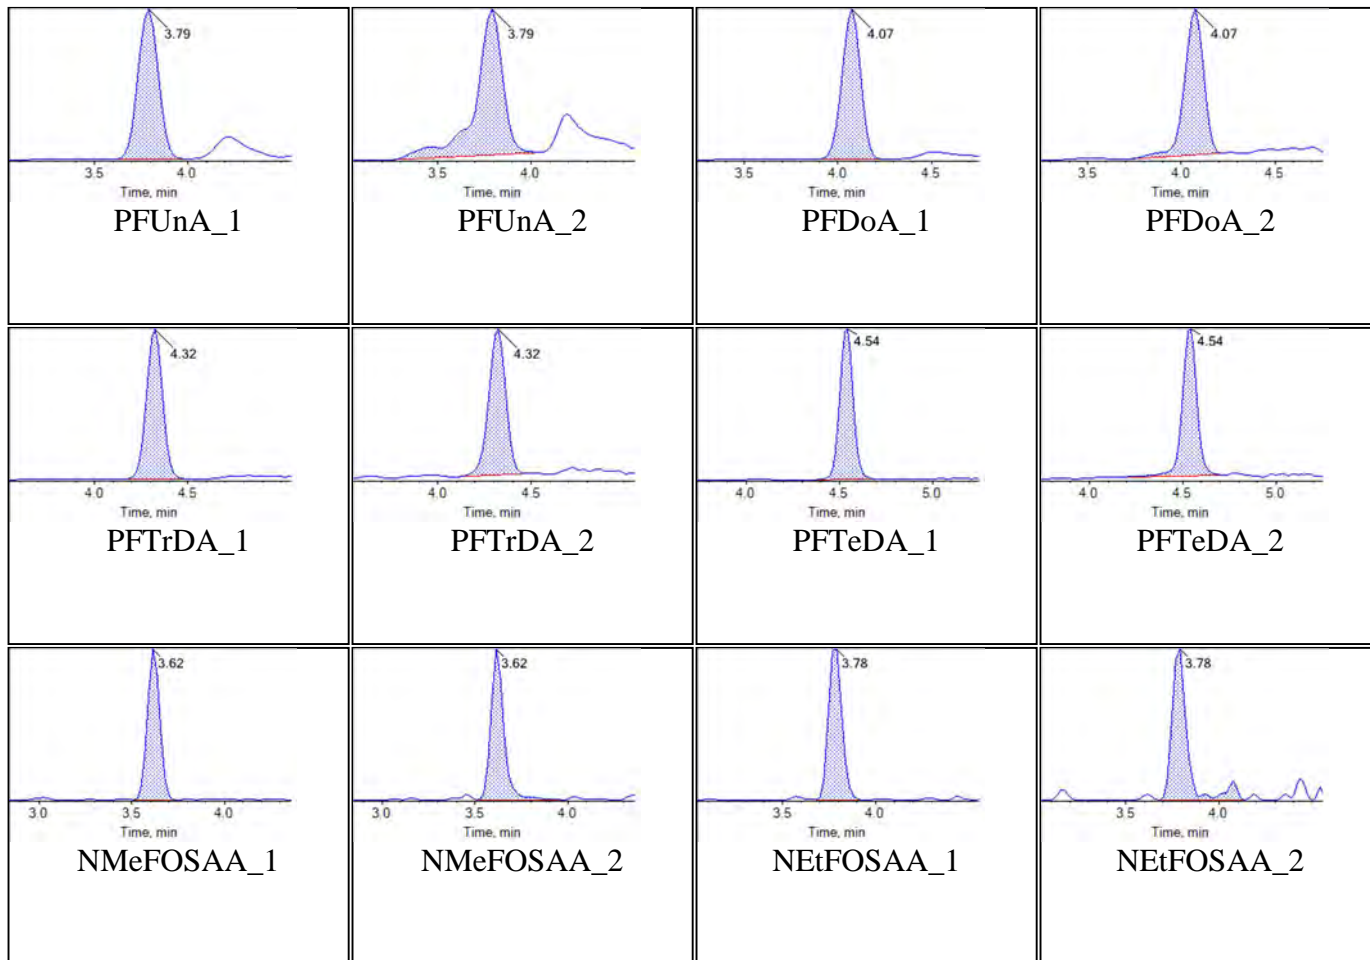 3.79
3.5 4.0
Time, min
PFUnA_1
3.79
3.5 4.0
Time, min
PFUnA_2
4.07
3.5 4.0 4.5
Time, min
PFDoA_1
4.07
3.5 4.0 4.5
Time, min
PFDoA_2
4.32
4.0 4.5
Time, min
PFTrDA_1
4.32
4.0 4.5
Time, min
PFTrDA_2
4.54
4.0 4.5 5.0
Time, min
PFTeDA_1
4.54
4.0 4.5 5.0
Time, min
PFTeDA_2
3.62
3.0 3.5 4.0
Time, min
NMeFOSAA_1
3.62
3.0 3.5 4.0
Time, min
NMeFOSAA_2
3.78
3.5 4.0
Time, min
NEtFOSAA_1
3.78
3.5 4.0
Time, min
NEtFOSAA_2